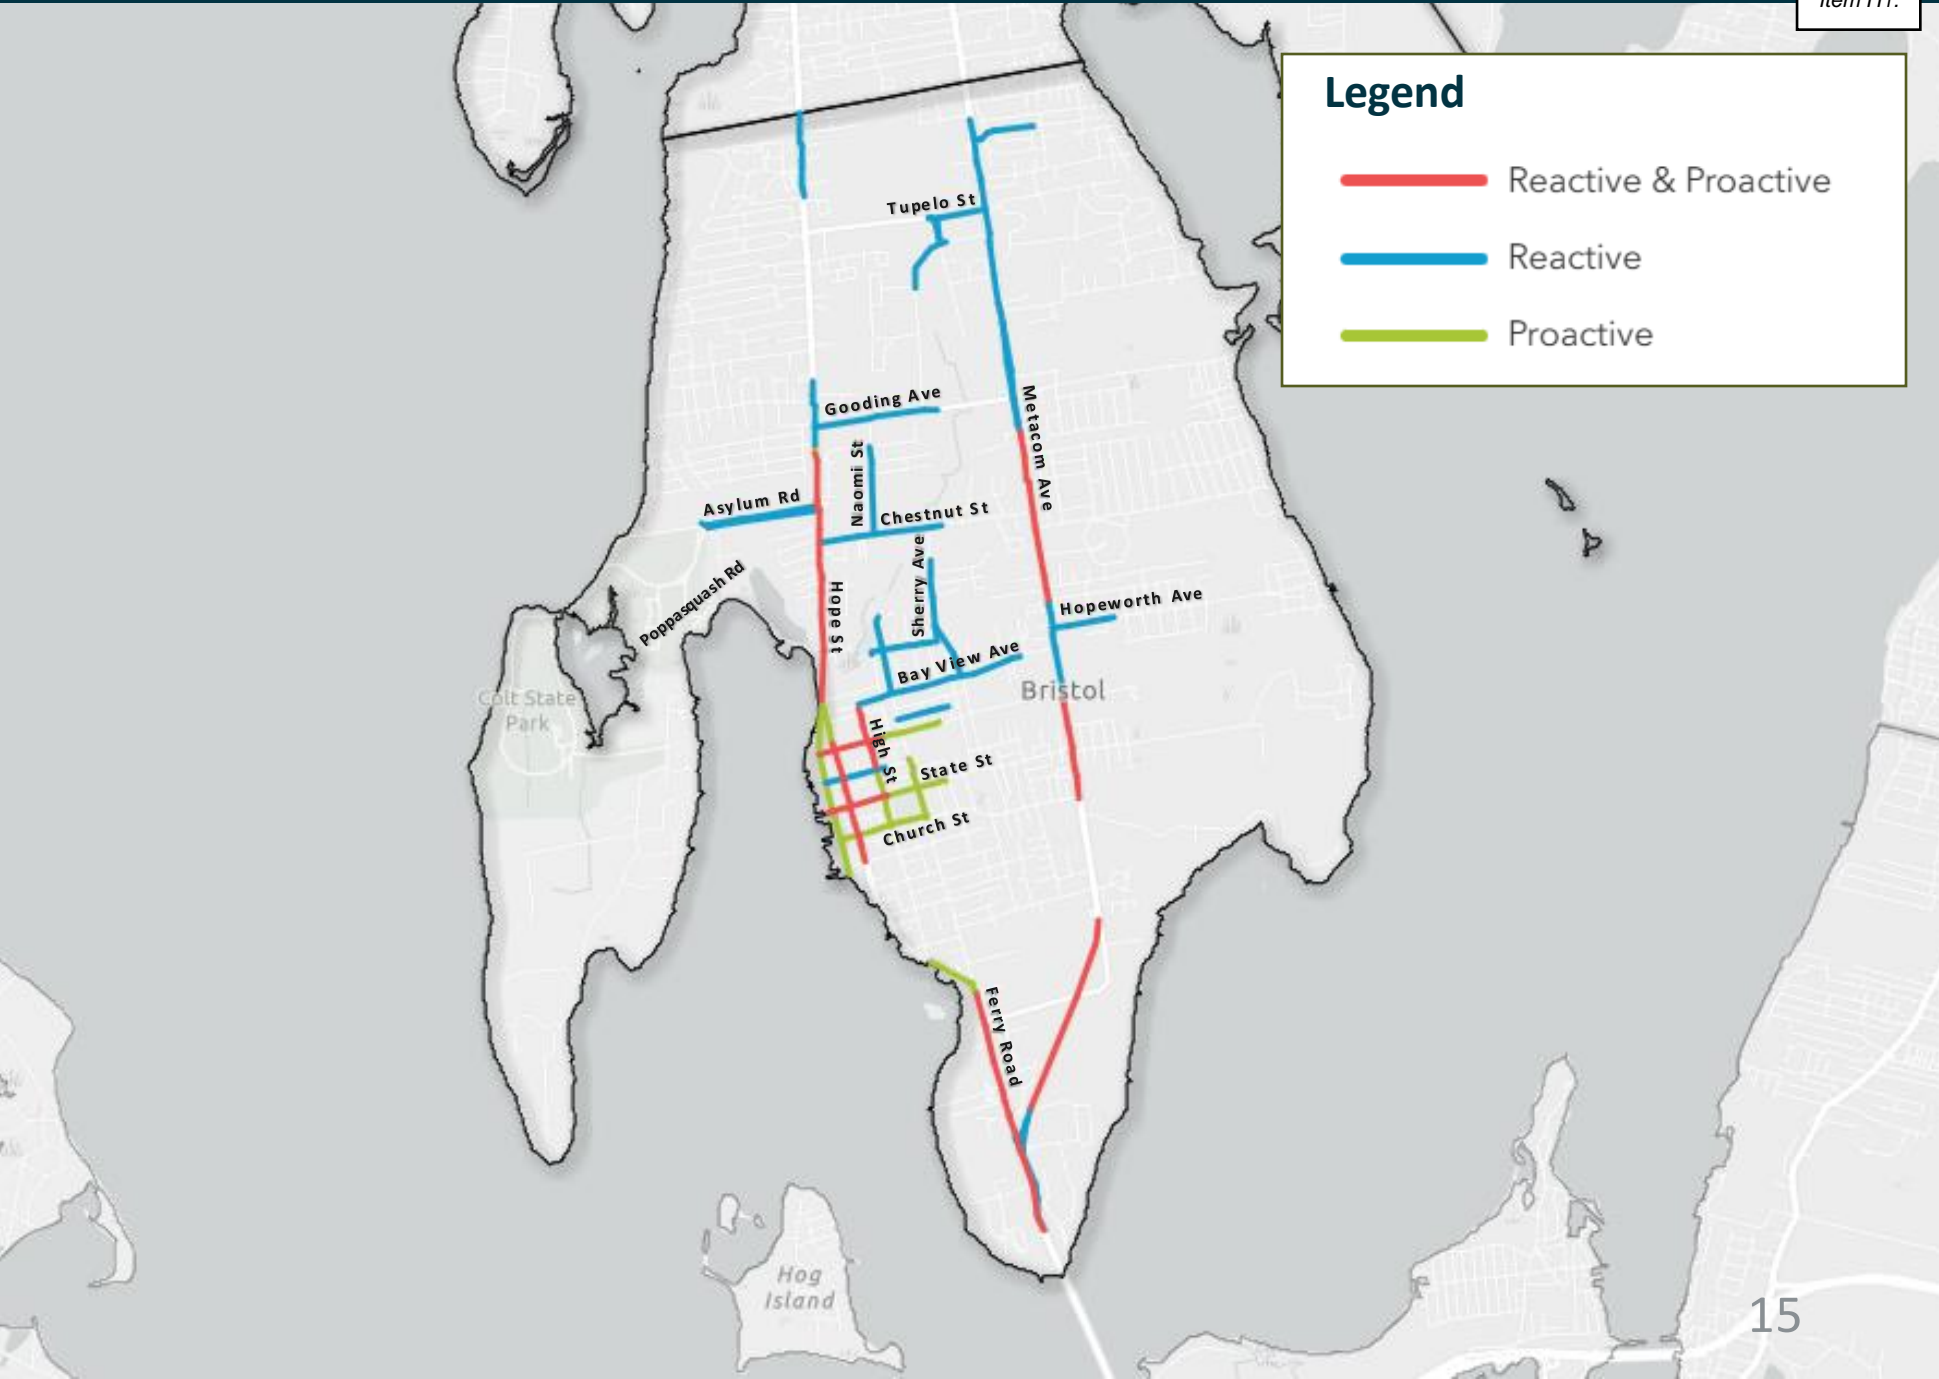 Legend
Reactive & Proactive
Reactive
Proactive
Tupelo St
Gooding Ave
Metacom Ave
Naomi St
Asylum Rd
Chestnut St
Sherry Ave
Poppasquash Rd
Hope St
Hopeworth Ave
Bay View Ave
Bristol
Colt State
Park
High St
State St
Church St
Ferry Road
Hog
Island
15